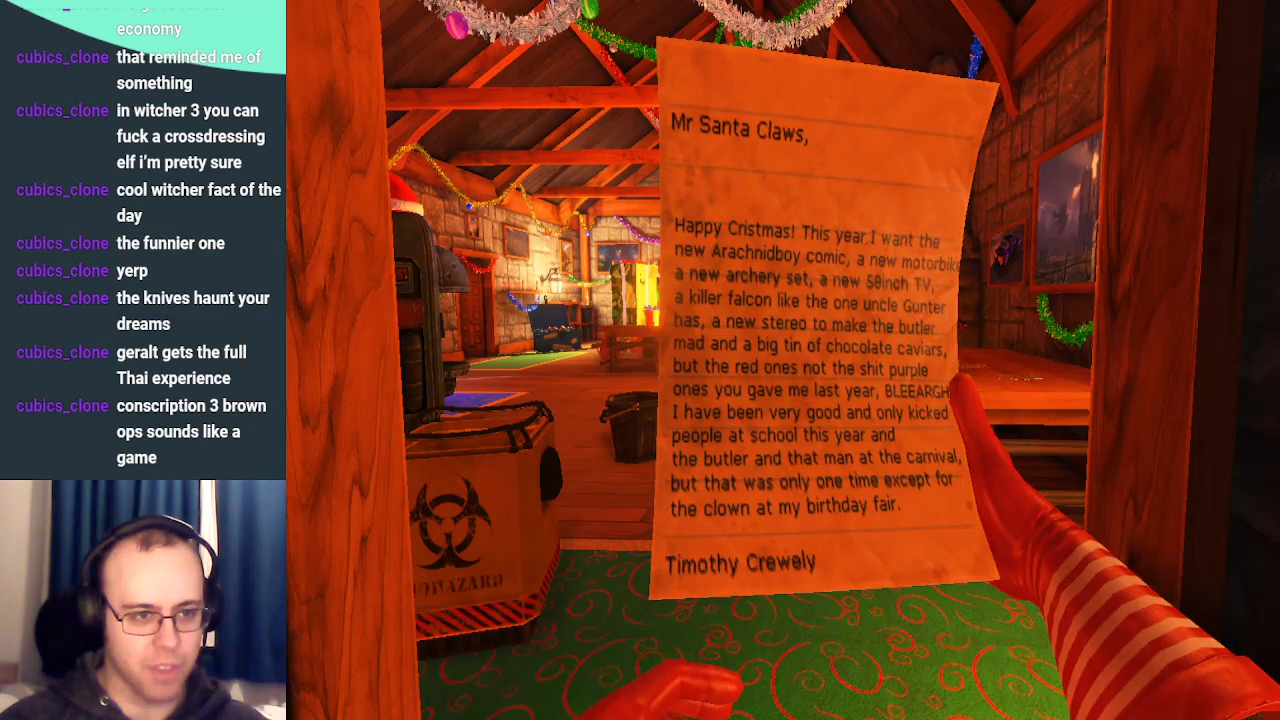 economy
cubics_clone that reminded me of
something
cubics_clone in witcher 3 you can
fuck a crossdressing
elf i'm pretty sure
cubics_clone cool witcher fact of the
day
cubics_clone the funnier one
cubics_clone yerp
cubics_clone the knives haunt your
dreams
cubics_clone geralt gets the full
Thai experience
cubics_clone conscription 3 brown
ops sounds like a
game
Mr Santa Claws,
Happy Cristmas! This year I want the
new Arachnidboy comic, a new motorbike
a new archery set, a new 58inch TV,
a killer falcon like the one uncle Gunter
has, a new stereo to make the butler
mad and a big tin of chocolate caviars,
but the red ones not the shit purple
ones you gave me last year, BLEEARGH
I have been very good and only kicked
people at school this year and
the butler and that man at the carnival,
but that was only one time except for
the clown at my birthday fair.
Timothy Crewely
BIOHAZARD